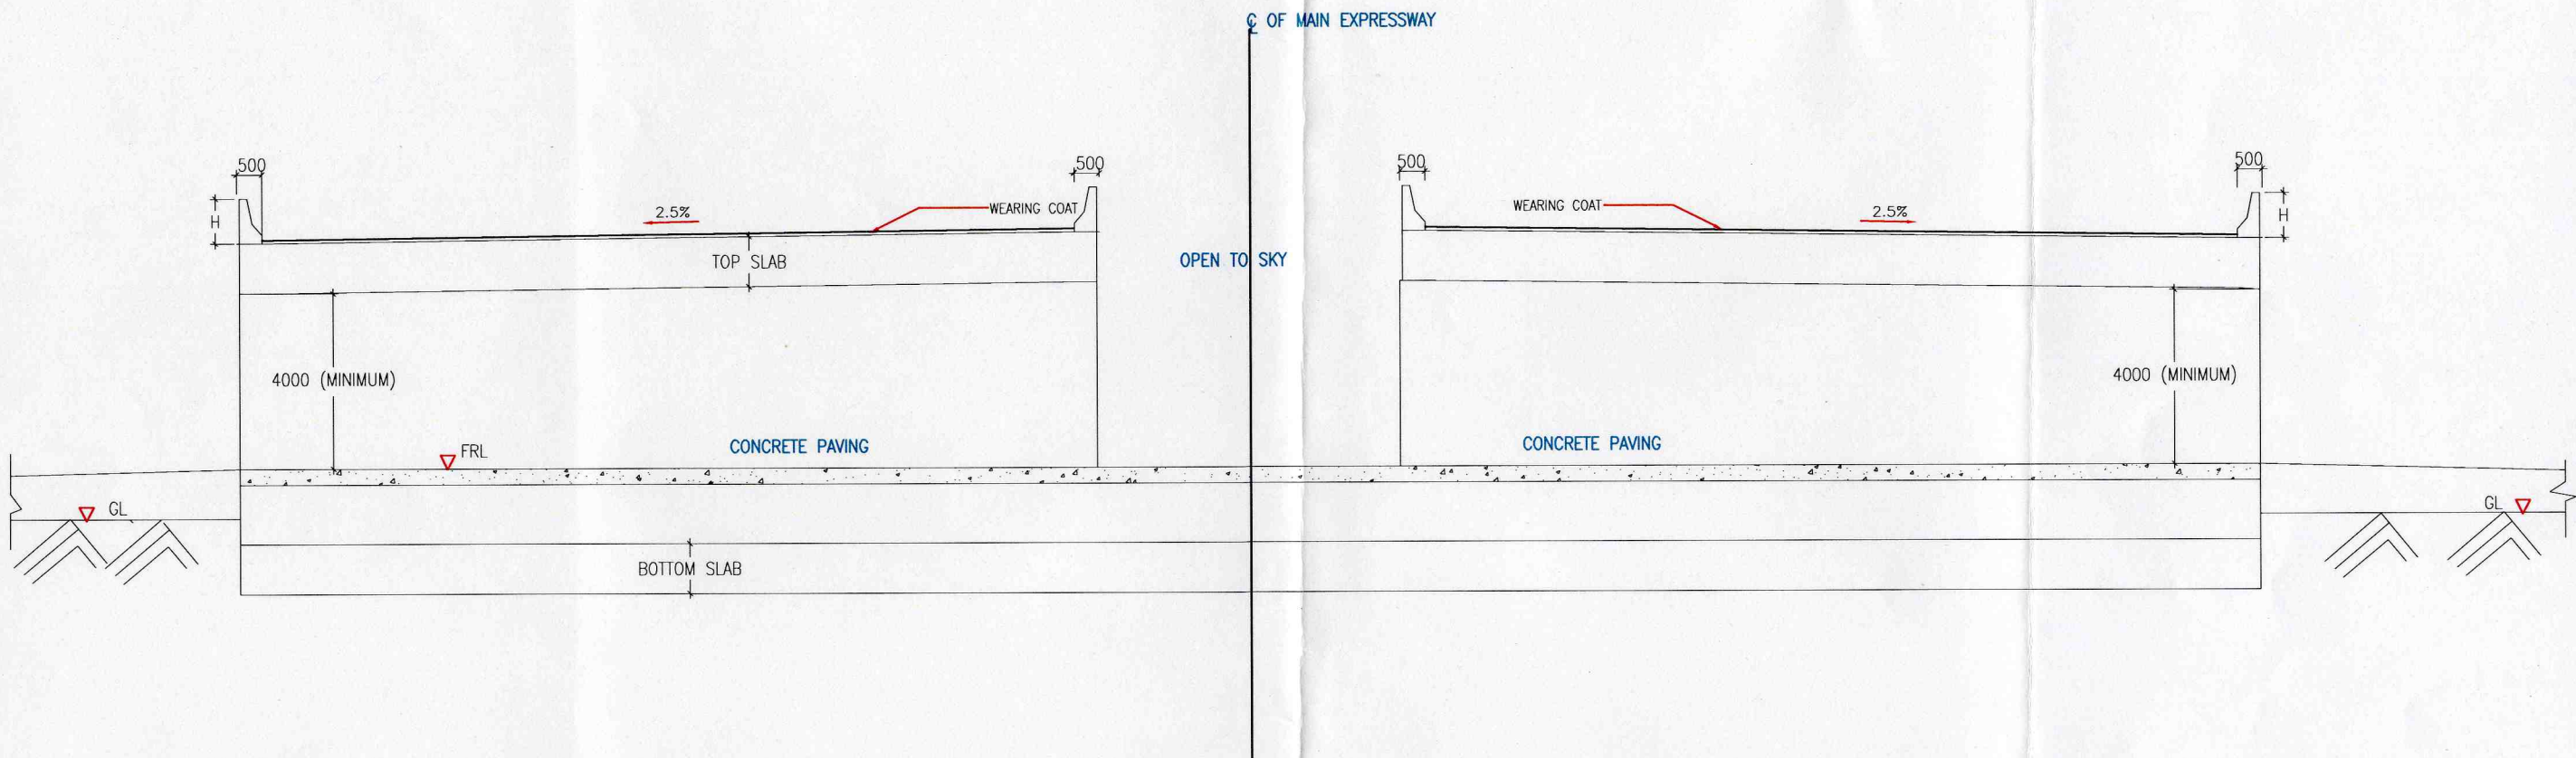 ℄ OF MAIN EXPRESSWAY
500
500
500
500
H
2.5%
WEARING COAT
WEARING COAT
2.5%
H
TOP SLAB
OPEN TO SKY
4000 (MINIMUM)
4000 (MINIMUM)
FRL
CONCRETE PAVING
CONCRETE PAVING
GL
GL
BOTTOM SLAB